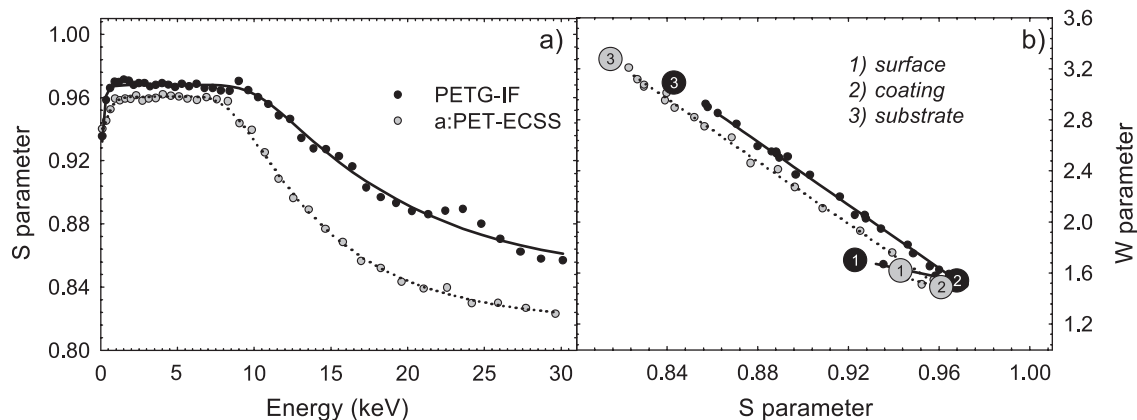 a)
1.00
0.96
0.92
0.88
0.84
0.80
S parameter
PETG-IF
a:PET-ECSS
0 5 10 15 20 25 30
Energy (keV)
b)
1) surface
2) coating
3) substrate
3
3
1
1
2
2
3.6
3.2
2.8
2.4
2.0
1.6
1.2
W parameter
0.84 0.88 0.92 0.96 1.00
S parameter